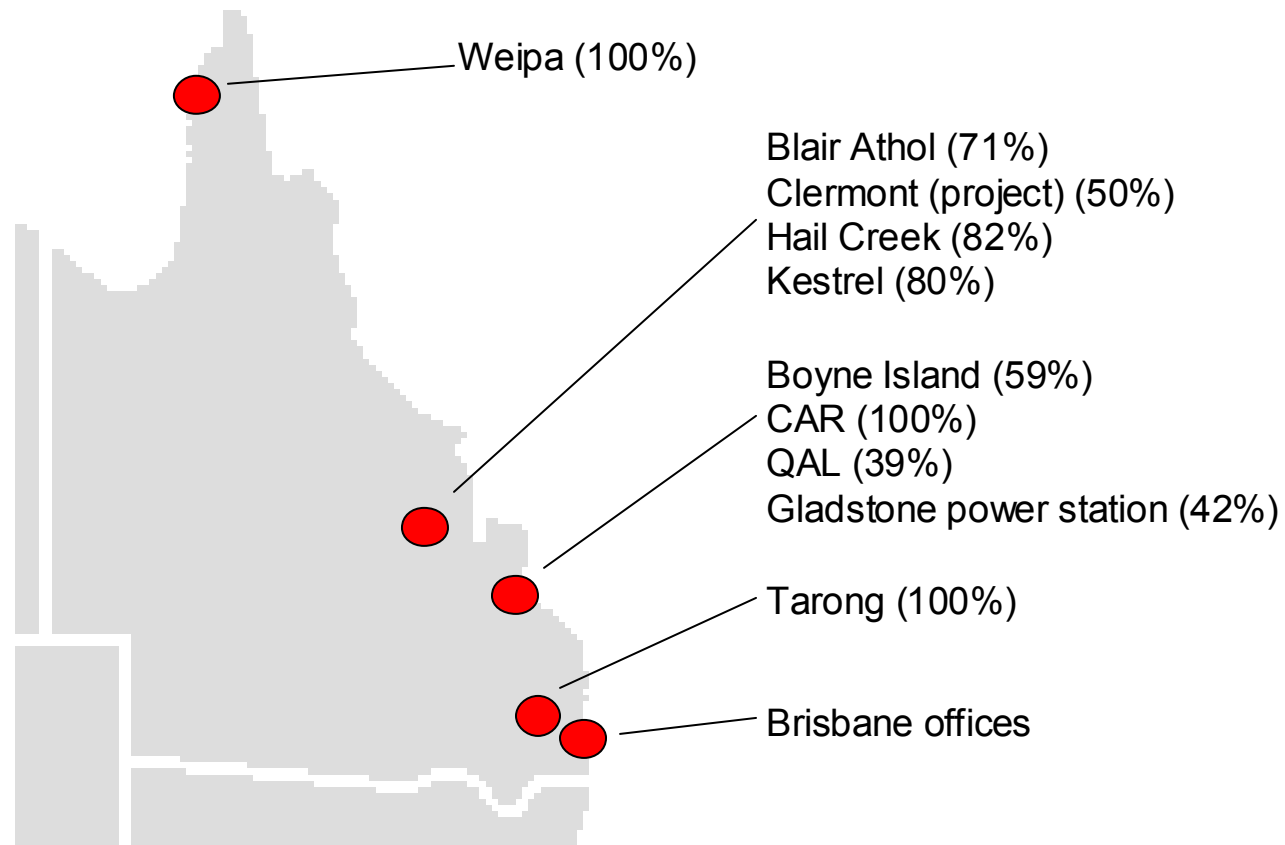 Weipa (100%)
Blair Athol (71%)
Clermont (project) (50%)
Hail Creek (82%)
Kestrel (80%)
Boyne Island (59%)
CAR (100%)
QAL (39%)
Gladstone power station (42%)
Tarong (100%)
Brisbane offices